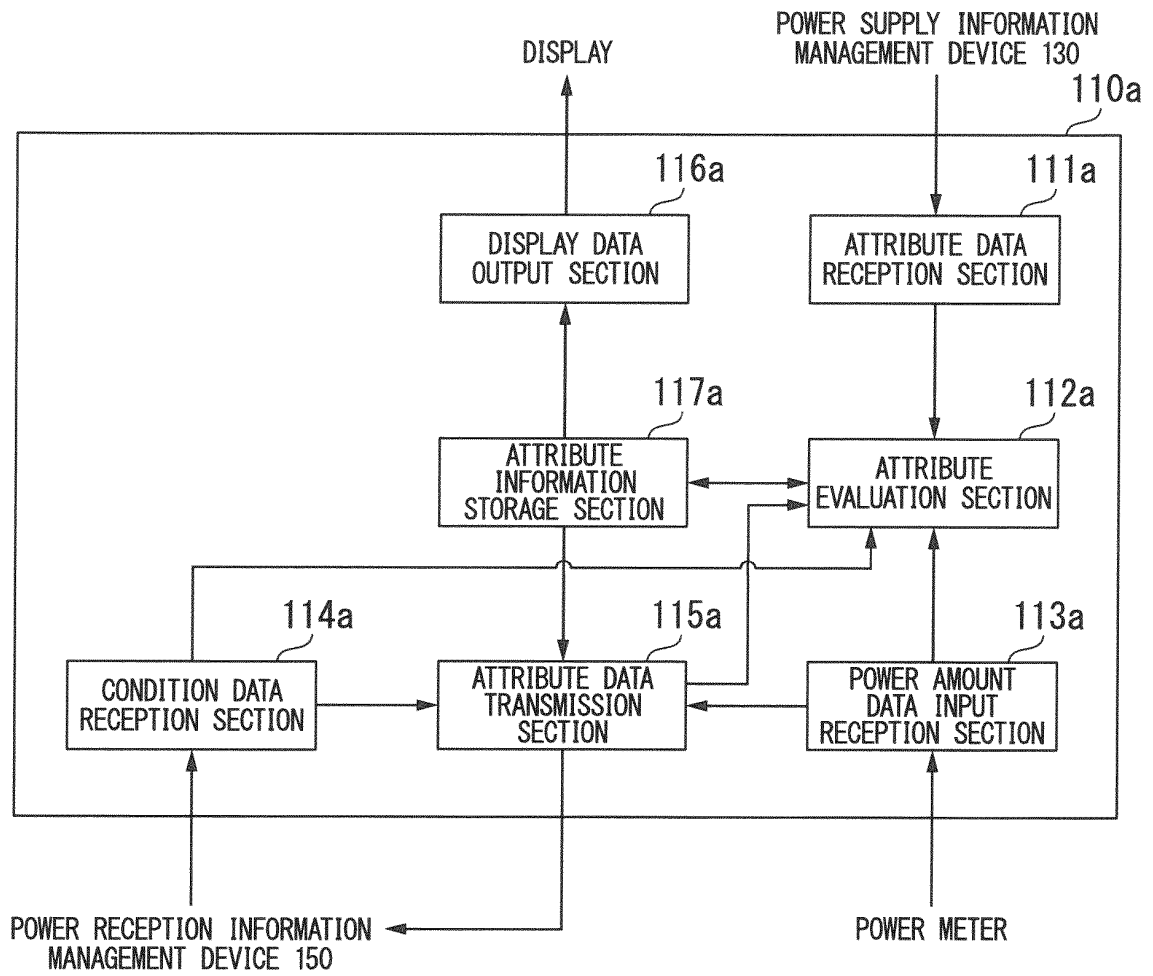 POWER SUPPLY INFORMATION
MANAGEMENT DEVICE 130
DISPLAY
110a
116a
111a
DISPLAY DATA
OUTPUT SECTION
ATTRIBUTE DATA
RECEPTION SECTION
117a
112a
ATTRIBUTE
INFORMATION
STORAGE SECTION
ATTRIBUTE
EVALUATION SECTION
114a
115a
113a
CONDITION DATA
RECEPTION SECTION
ATTRIBUTE DATA
TRANSMISSION
SECTION
POWER AMOUNT
DATA INPUT
RECEPTION SECTION
POWER RECEPTION INFORMATION
MANAGEMENT DEVICE 150
POWER METER